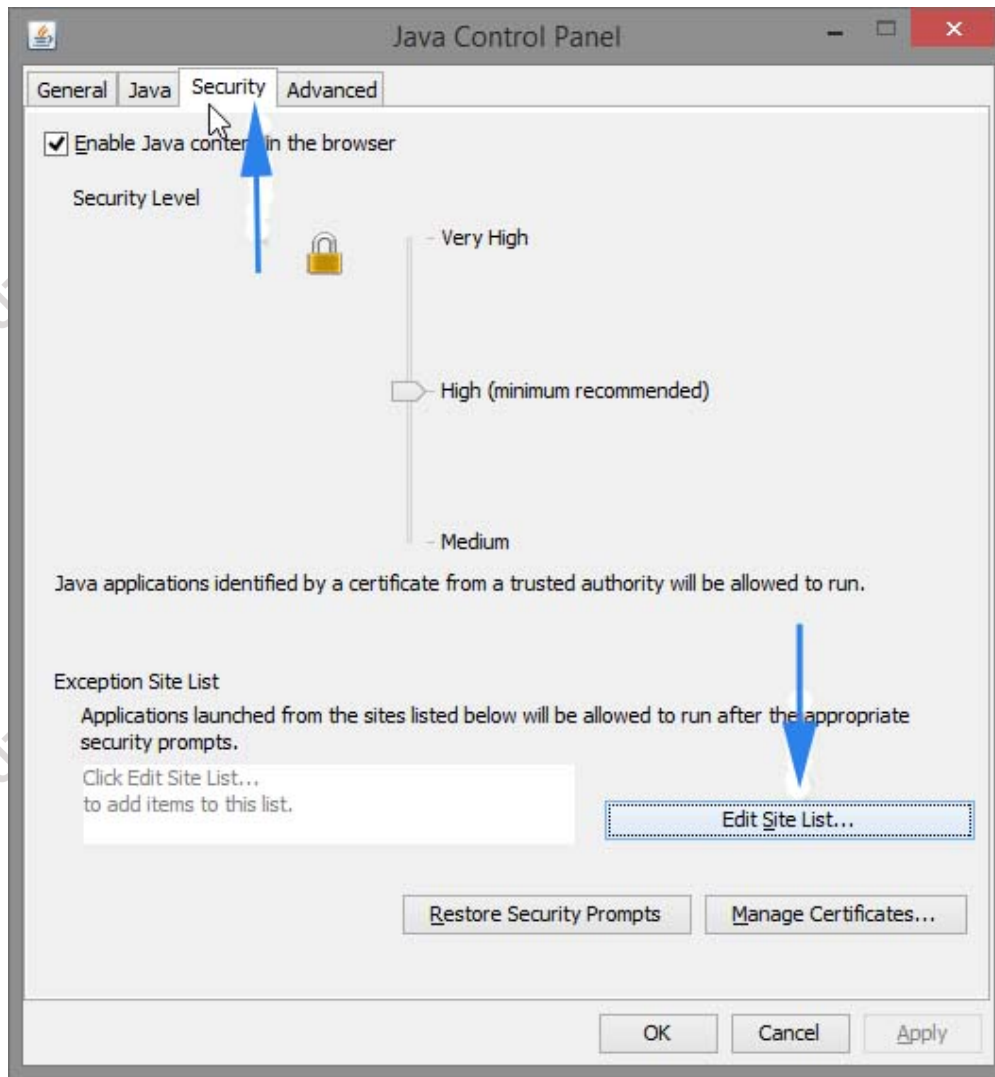 Java Control Panel
General Java Security Advanced
Enable Java content in the browser
Security Level
Very High
High (minimum recommended)
Medium
Java applications identified by a certificate from a trusted authority will be allowed to run.
Exception Site List
Applications launched from the sites listed below will be allowed to run after the appropriate
security prompts.
Click Edit Site List...
to add items to this list.
Edit Site List...
Restore Security Prompts Manage Certificates...
OK Cancel Apply